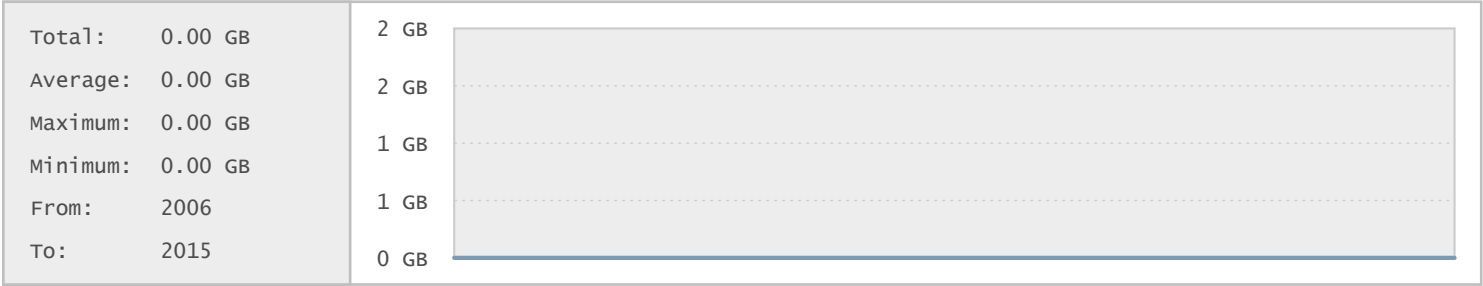 Total: 0.00 GB
Average: 0.00 GB
Maximum: 0.00 GB
Minimum: 0.00 GB
From: 2006
To: 2015
2 GB
2 GB
1 GB
1 GB
0 GB